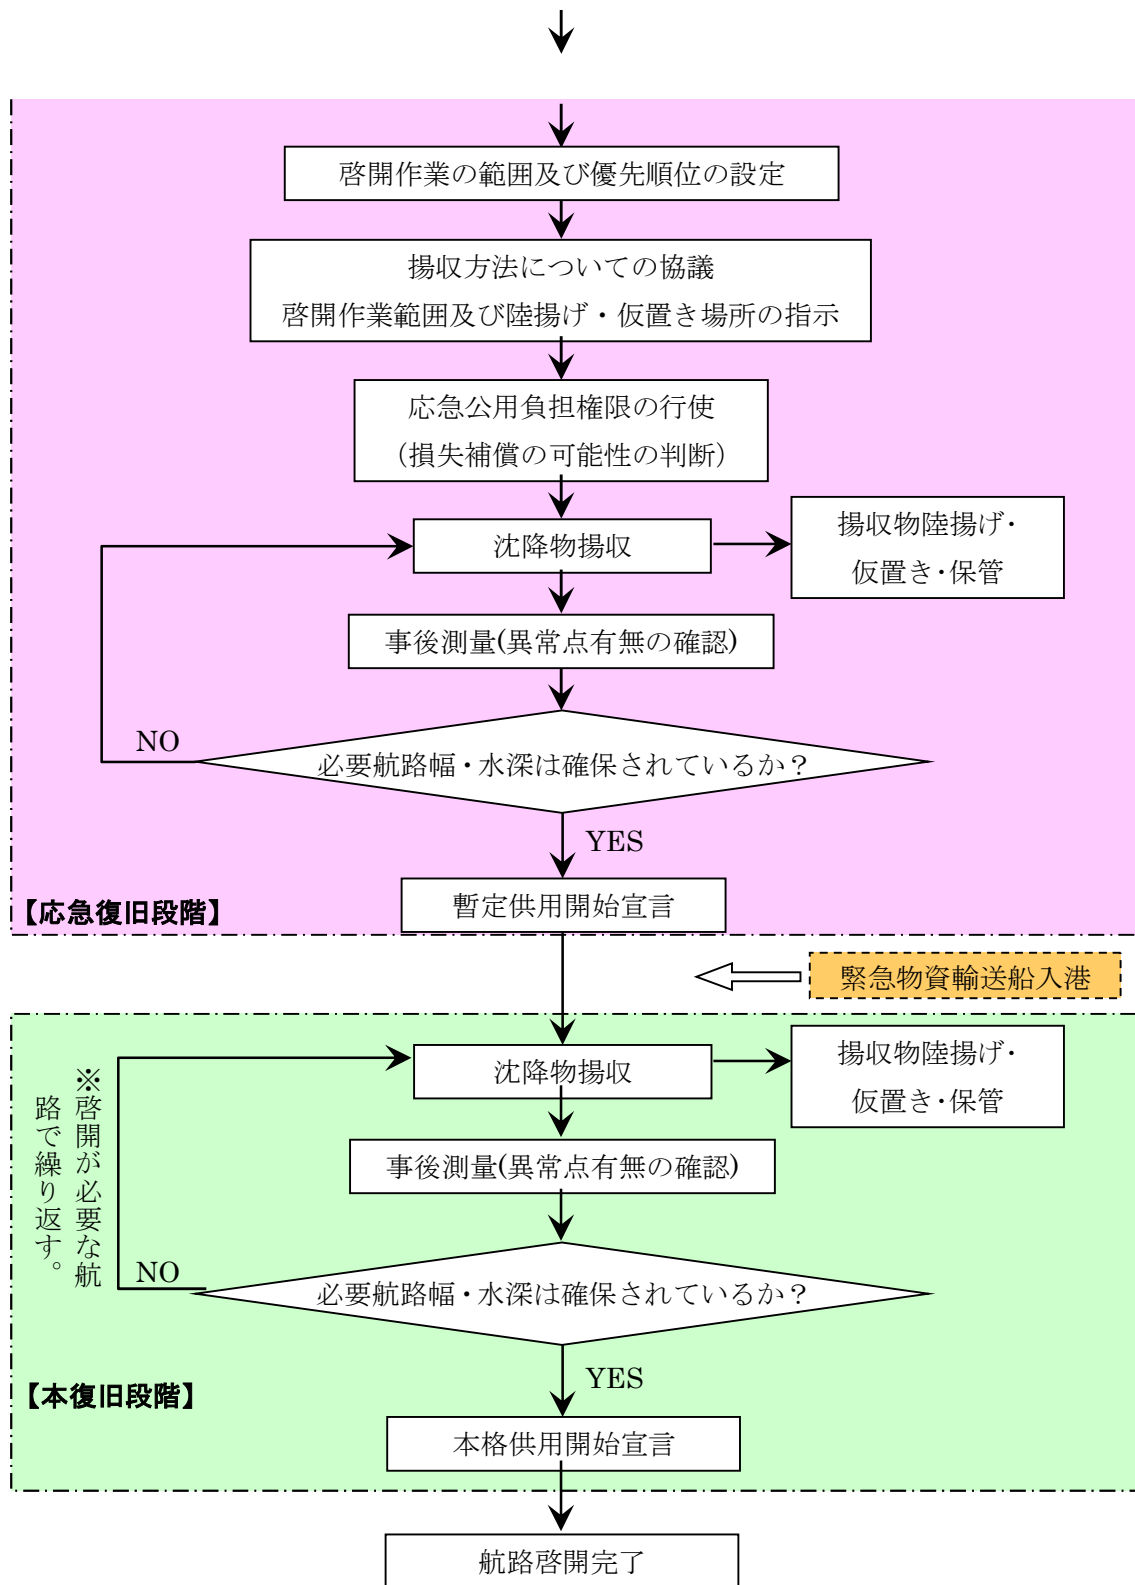 啓開作業の範囲及び優先順位の設定
揚収方法についての協議
啓開作業範囲及び陸揚げ・仮置き場所の指示
応急公用負担権限の行使
（損失補償の可能性の判断）
沈降物揚収
揚収物陸揚げ・
仮置き・保管
事後測量(異常点有無の確認)
必要航路幅・水深は確保されているか？
NO
YES
暫定供用開始宣言
【応急復旧段階】
緊急物資輸送船入港
沈降物揚収
揚収物陸揚げ・
仮置き・保管
※啓開が必要な航
路で繰り返す。
事後測量(異常点有無の確認)
必要航路幅・水深は確保されているか？
NO
YES
【本復旧段階】
本格供用開始宣言
航路啓開完了